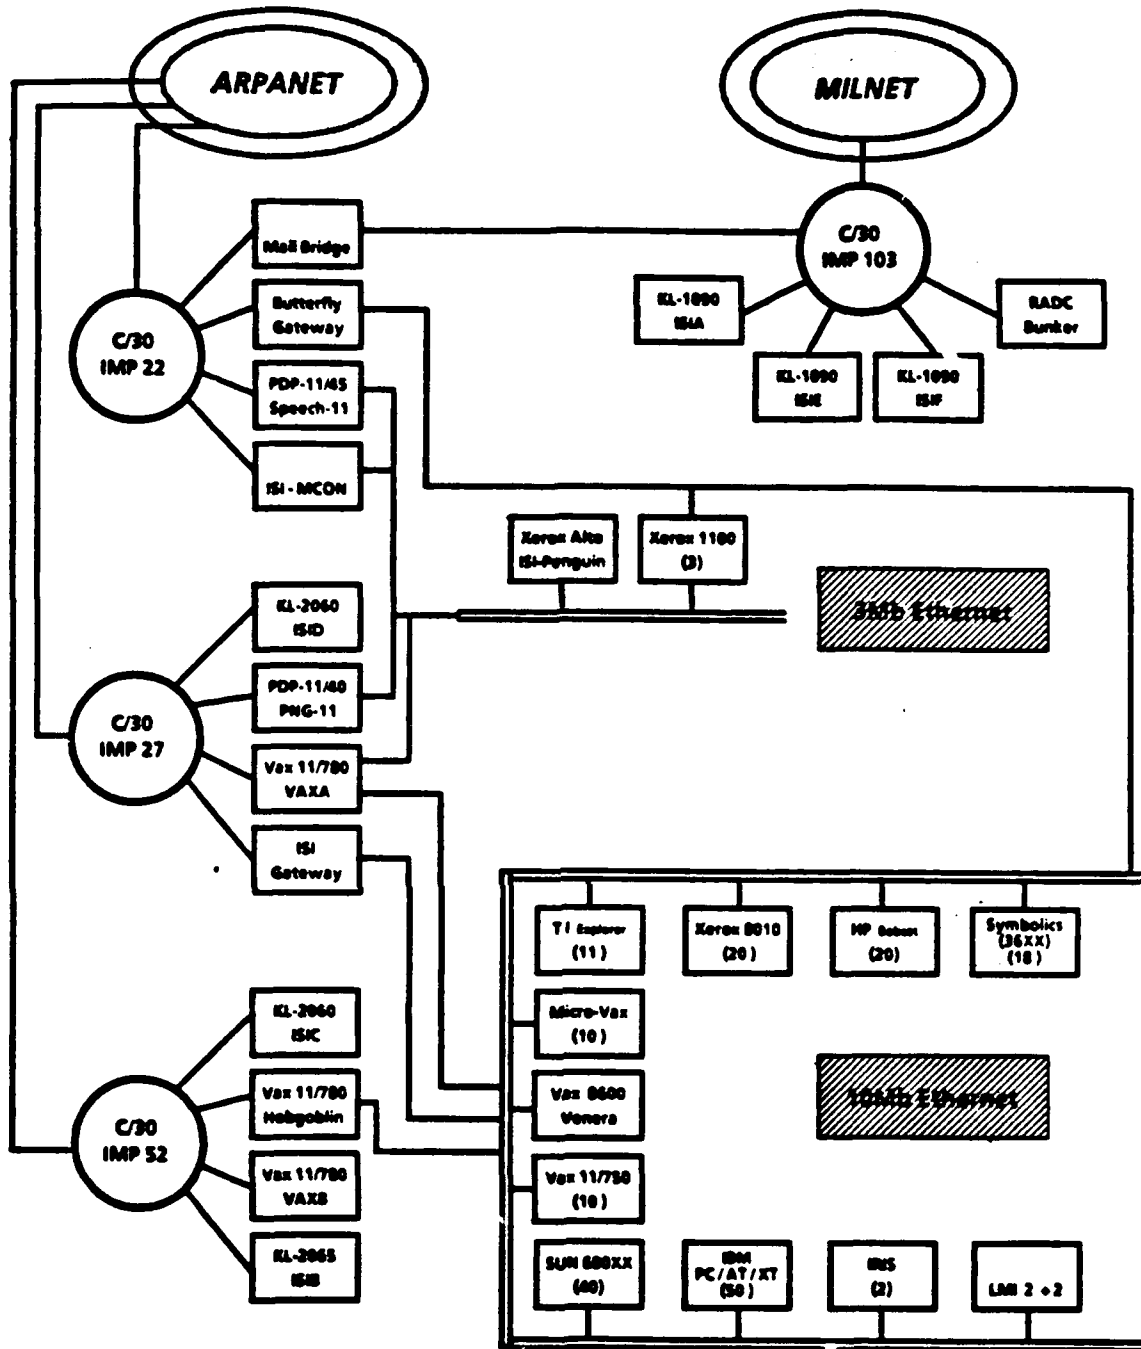 ARPANET
MILNET
Mail Bridge
C/30
IMP 103
Butterfly
Gateway
KL-1090
ISIA
RADC
Bunker
C/30
IMP 22
PDP-11/45
Speech-11
KL-1090
ISIE
KL-1090
ISIF
ISI - MCON
Xerox Alto
ISI-Penguin
Xerox 1100
(3)
3Mb Ethernet
KL-2060
ISID
PDP-11/40
PNG-11
C/30
IMP 27
Vax 11/780
VAXA
ISI
Gateway
TI Explorer
(11)
Xerox 8010
(20)
HP Bobcat
(20)
Symbolics
(36XX)
(18)
KL-2060
ISIC
Micro-Vax
(10)
Vax 11/780
Hobgoblin
Vax 8600
Venera
10Mb Ethernet
C/30
IMP 52
Vax 11/780
VAXB
Vax 11/750
(10)
KL-2065
ISIB
SUN 680XX
(40)
IBM
PC/AT/XT
(50)
IRIS
(2)
LMI 2 + 2